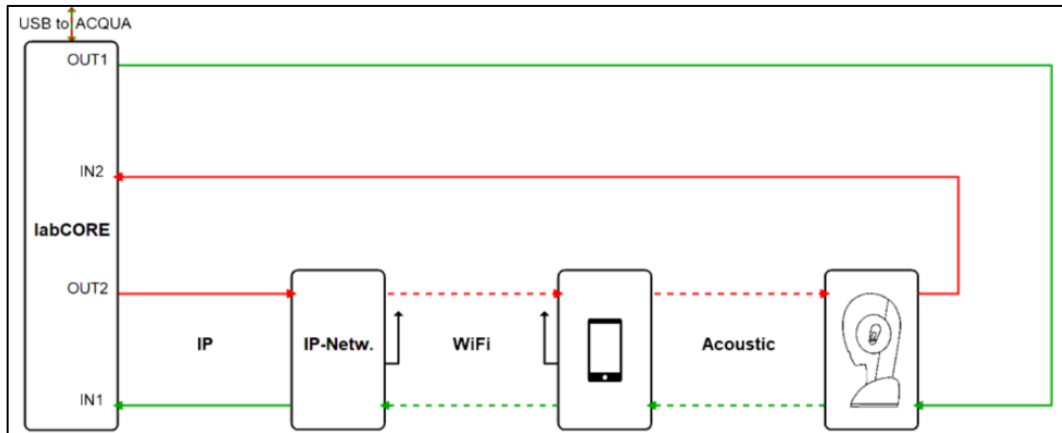 USB to ACQUA
OUT1
IN2
labCORE
OUT2
IP
IP-Netw.
WiFi
Acoustic
IN1